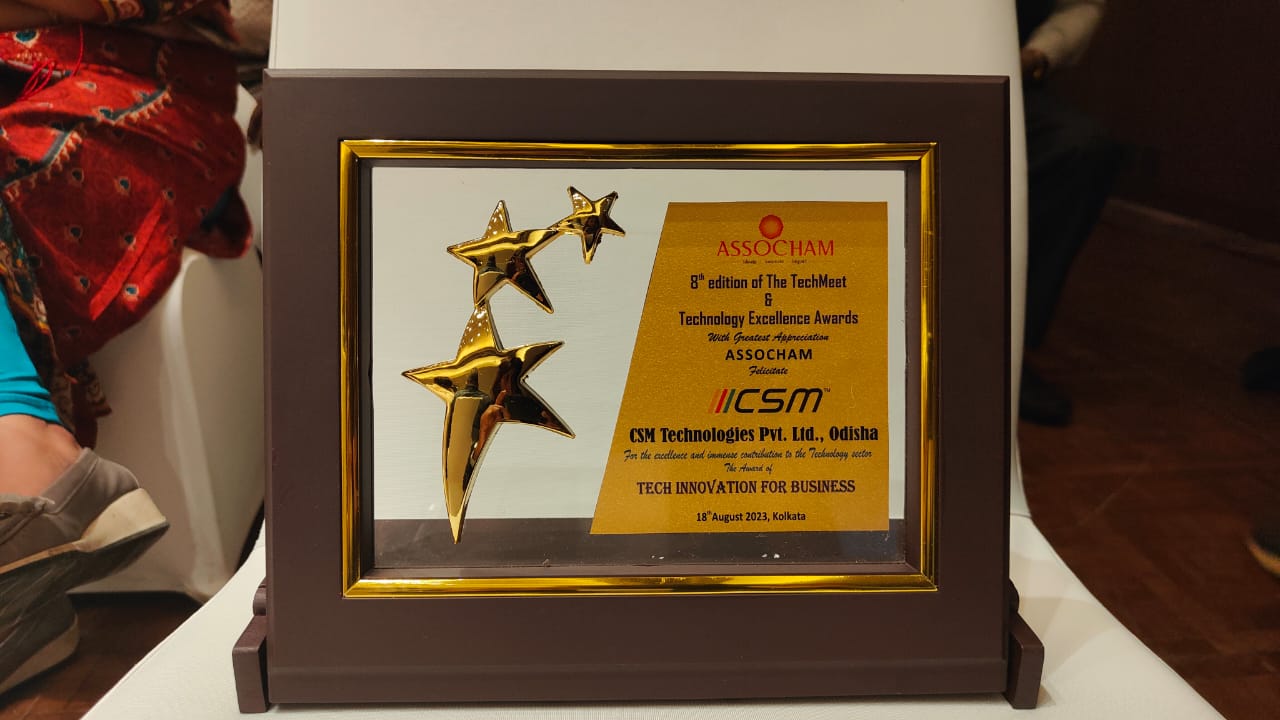 ASSOCHAM
8th edition of The TechMeet
&
Technology Excellence Awards
With Greatest Appreciation
ASSOCHAM
Felicitate
CSM™
CSM Technologies Pvt. Ltd., Odisha
For the excellence and immense contribution to the Technology sector
The Award of
TECH INNOVATION FOR BUSINESS
18th August 2023, Kolkata